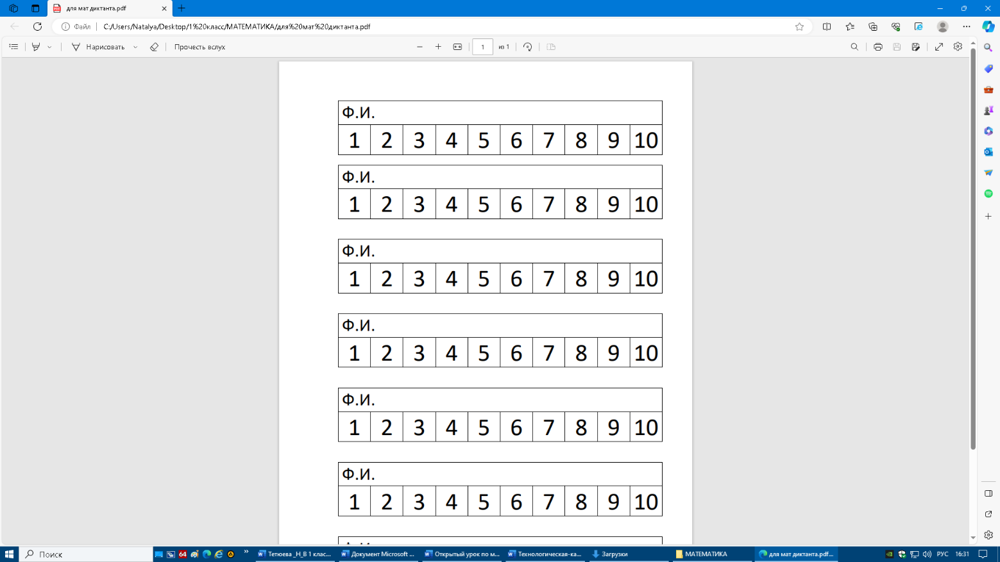 для мат диктанта.pdf
Файл C:/Users/Natalya/Desktop/1%20класс/МАТЕМАТИКА/для%20мат%20диктанта.pdf
Нарисовать Прочесть вслух 1 из 1
Ф.И.
1 2 3 4 5 6 7 8 9 10
Ф.И.
1 2 3 4 5 6 7 8 9 10
Ф.И.
1 2 3 4 5 6 7 8 9 10
Ф.И.
1 2 3 4 5 6 7 8 9 10
Ф.И.
1 2 3 4 5 6 7 8 9 10
Ф.И.
1 2 3 4 5 6 7 8 9 10
Поиск 64 Тетюева _Н_В 1 клас... Документ Microsoft ... Открытый урок по м... Технологическая-ка... Загрузки МАТЕМАТИКА для мат диктанта.pdf... РУС 16:31